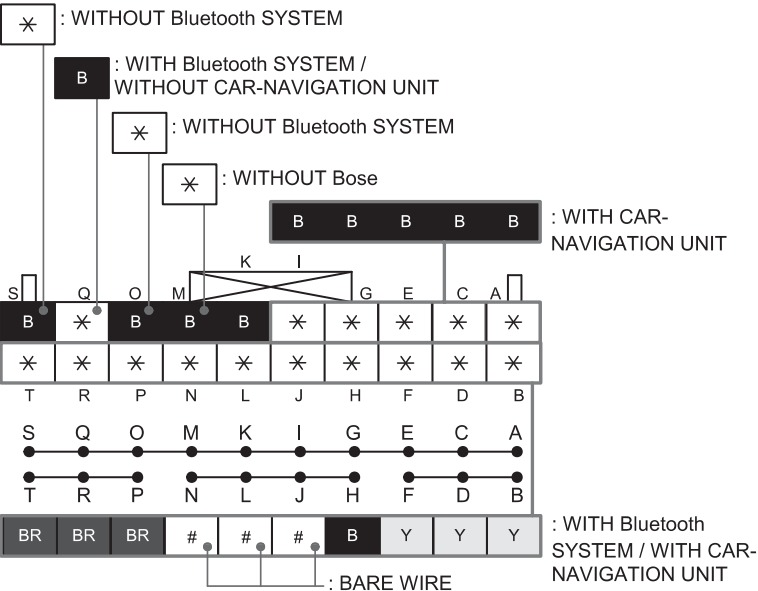 * : WITHOUT Bluetooth SYSTEM
B : WITH Bluetooth SYSTEM /
WITHOUT CAR-NAVIGATION UNIT
* : WITHOUT Bluetooth SYSTEM
* : WITHOUT Bose
B B B B B : WITH CAR-
NAVIGATION UNIT
K I
S Q O M G E C A
B * B B B * * * * *
* * * * * * * * * *
T R P N L J H F D B
S Q O M K I G E C A
T R P N L J H F D B
BR BR BR # # # B Y Y Y : WITH Bluetooth
SYSTEM / WITH CAR-
NAVIGATION UNIT
: BARE WIRE